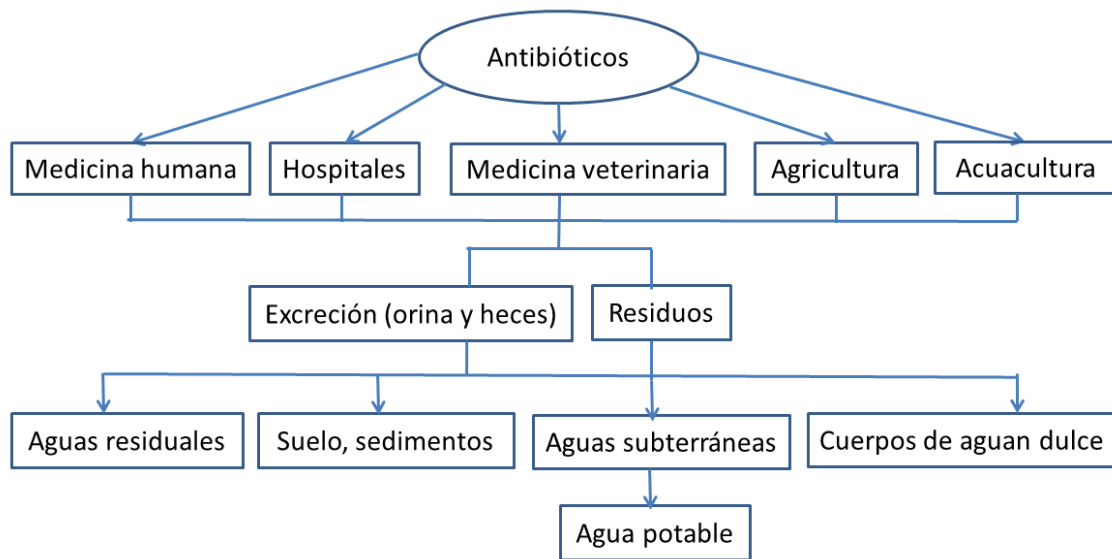 Antibióticos
Medicina humana
Hospitales
Medicina veterinaria
Agricultura
Acuacultura
Excreción (orina y heces)
Residuos
Aguas residuales
Suelo, sedimentos
Aguas subterráneas
Cuerpos de aguan dulce
Agua potable